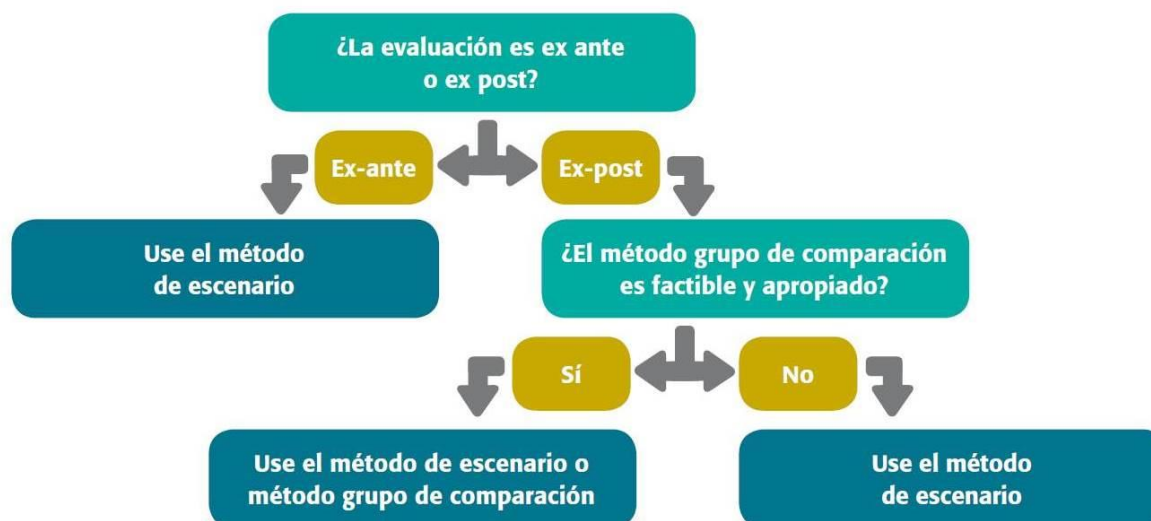 ¿La evaluación es ex ante
o ex post?
Ex-ante
Ex-post
Use el método
de escenario
¿El método grupo de comparación
es factible y apropiado?
Sí
No
Use el método de escenario o
método grupo de comparación
Use el método
de escenario